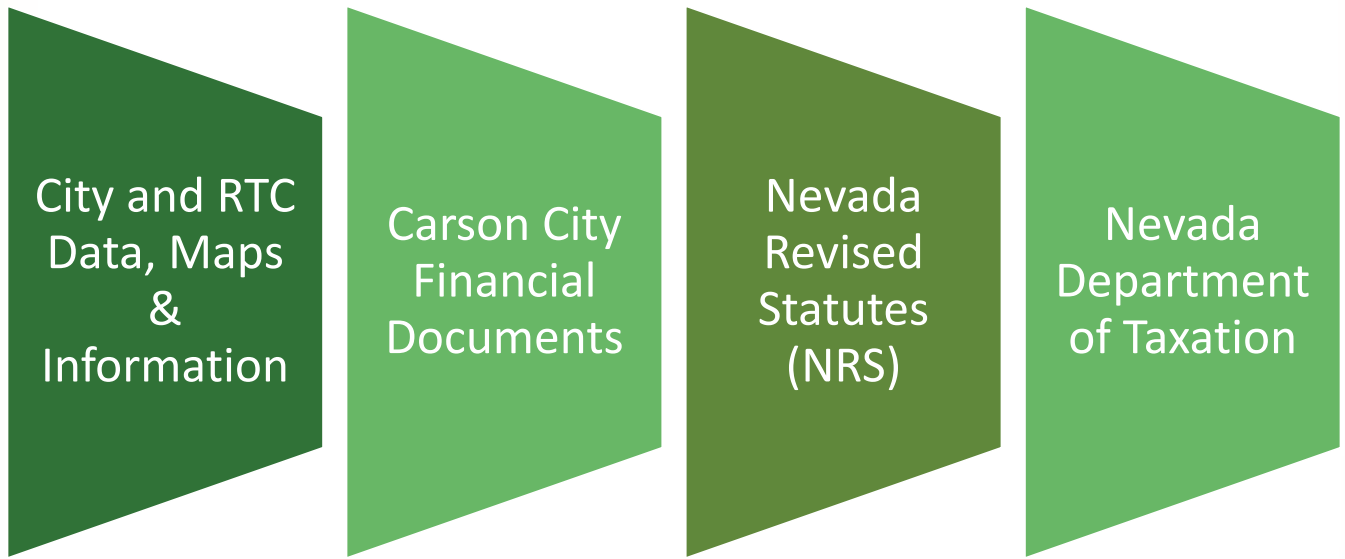 City and RTC
Data, Maps
&
Information
Carson City
Financial
Documents
Nevada
Revised
Statutes
(NRS)
Nevada
Department
of Taxation